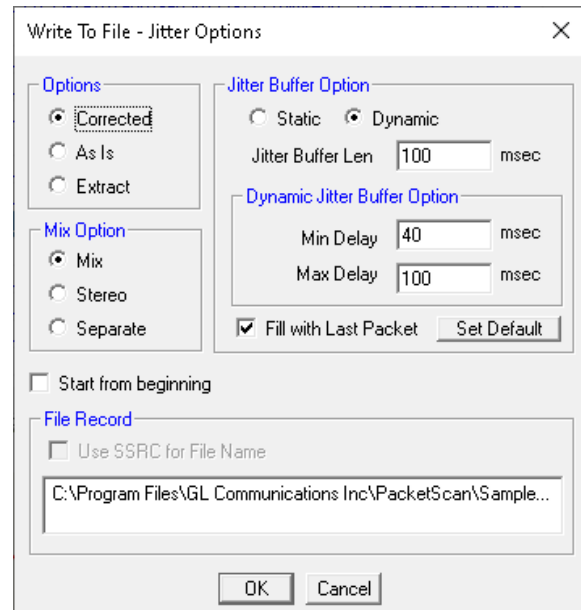 Write To File - Jitter Options
Options
Corrected
As Is
Extract
Mix Option
Mix
Stereo
Separate
Jitter Buffer Option
Static Dynamic
Jitter Buffer Len 100 msec
Dynamic Jitter Buffer Option
Min Delay 40 msec
Max Delay 100 msec
Fill with Last Packet Set Default
Start from beginning
File Record
Use SSRC for File Name
C:\Program Files\GL Communications Inc\PacketScan\Sample...
OK Cancel